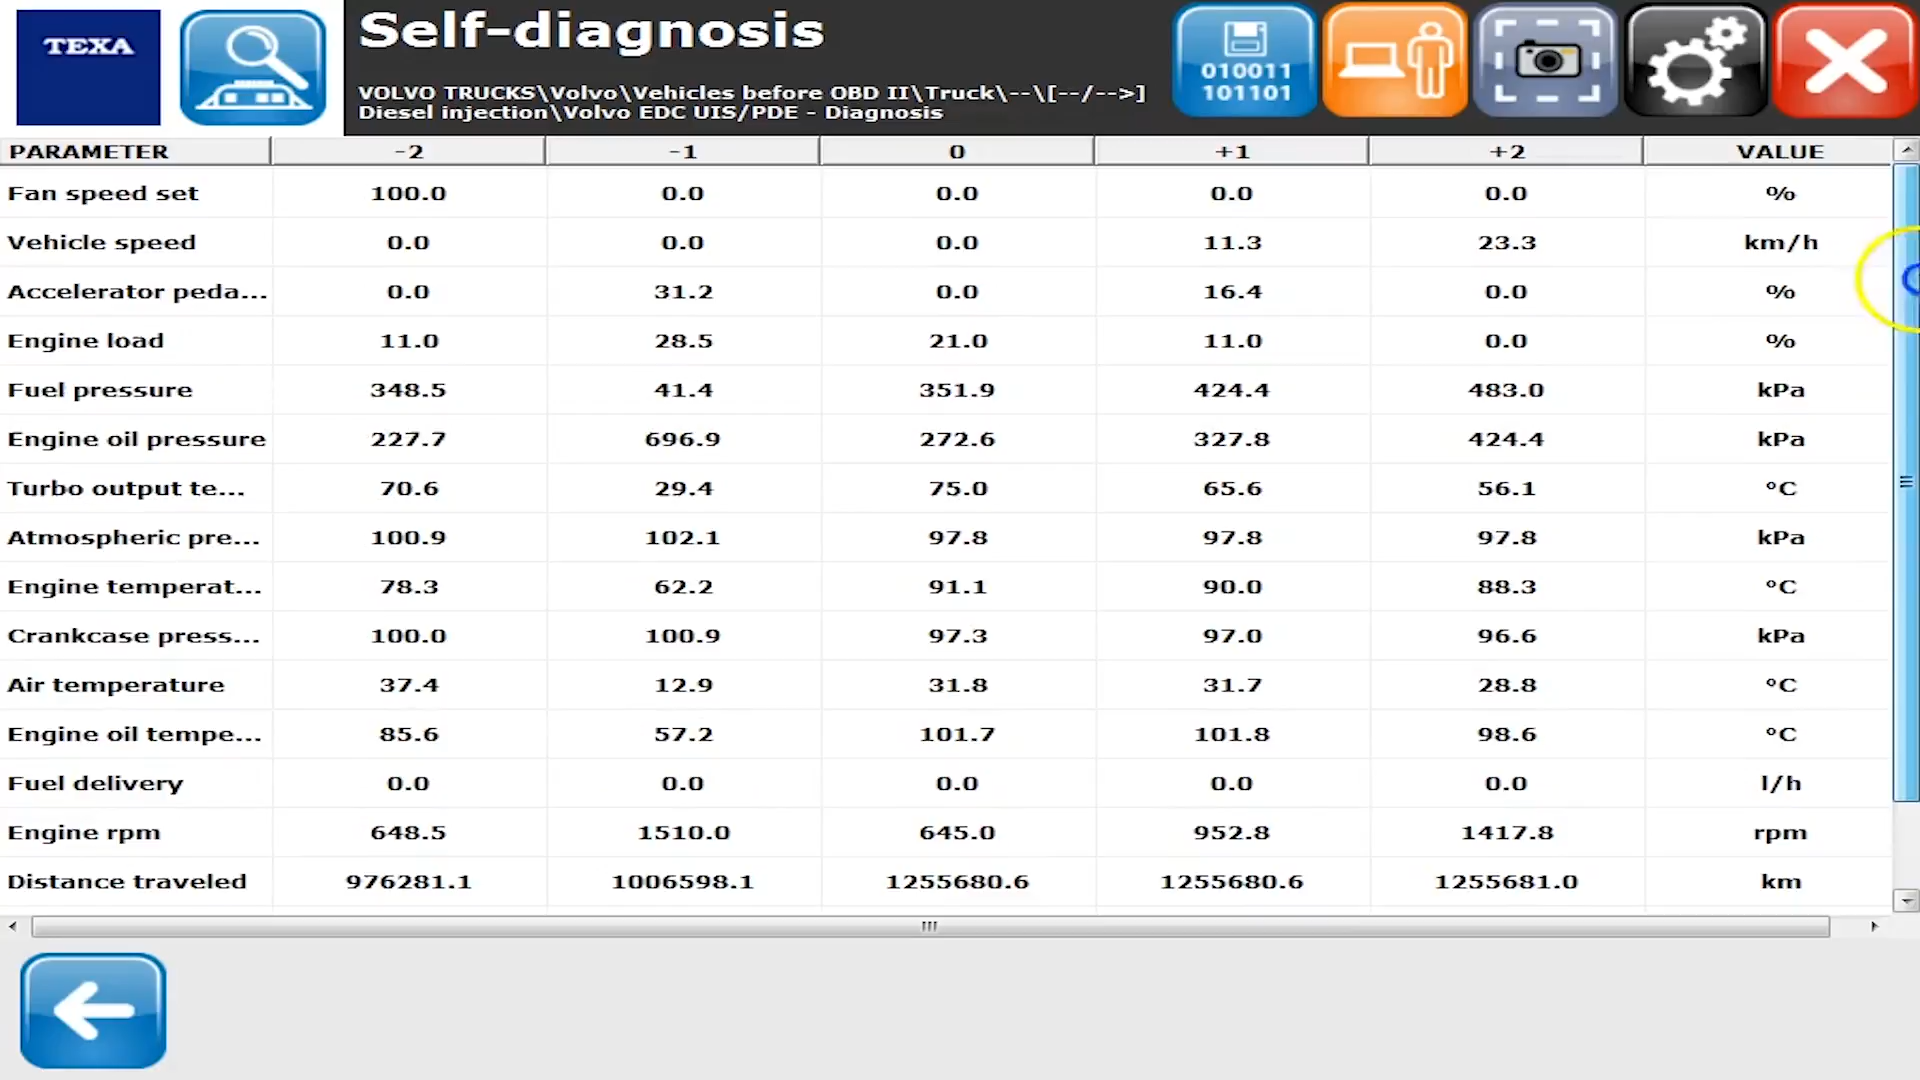 TEXA
Self-diagnosis
VOLVO TRUCKS\Volvo\Vehicles before OBD II\Truck\--\[--/-->]
Diesel injection\Volvo EDC UIS/PDE - Diagnosis
010011
101101
PARAMETER -2 -1 0 +1 +2 VALUE
Fan speed set 100.0 0.0 0.0 0.0 0.0 %
Vehicle speed 0.0 0.0 0.0 11.3 23.3 km/h
Accelerator peda... 0.0 31.2 0.0 16.4 0.0 %
Engine load 11.0 28.5 21.0 11.0 0.0 %
Fuel pressure 348.5 41.4 351.9 424.4 483.0 kPa
Engine oil pressure 227.7 696.9 272.6 327.8 424.4 kPa
Turbo output te... 70.6 29.4 75.0 65.6 56.1 °C
Atmospheric pre... 100.9 102.1 97.8 97.8 97.8 kPa
Engine temperat... 78.3 62.2 91.1 90.0 88.3 °C
Crankcase press... 100.0 100.9 97.3 97.0 96.6 kPa
Air temperature 37.4 12.9 31.8 31.7 28.8 °C
Engine oil tempe... 85.6 57.2 101.7 101.8 98.6 °C
Fuel delivery 0.0 0.0 0.0 0.0 0.0 l/h
Engine rpm 648.5 1510.0 645.0 952.8 1417.8 rpm
Distance traveled 976281.1 1006598.1 1255680.6 1255680.6 1255681.0 km